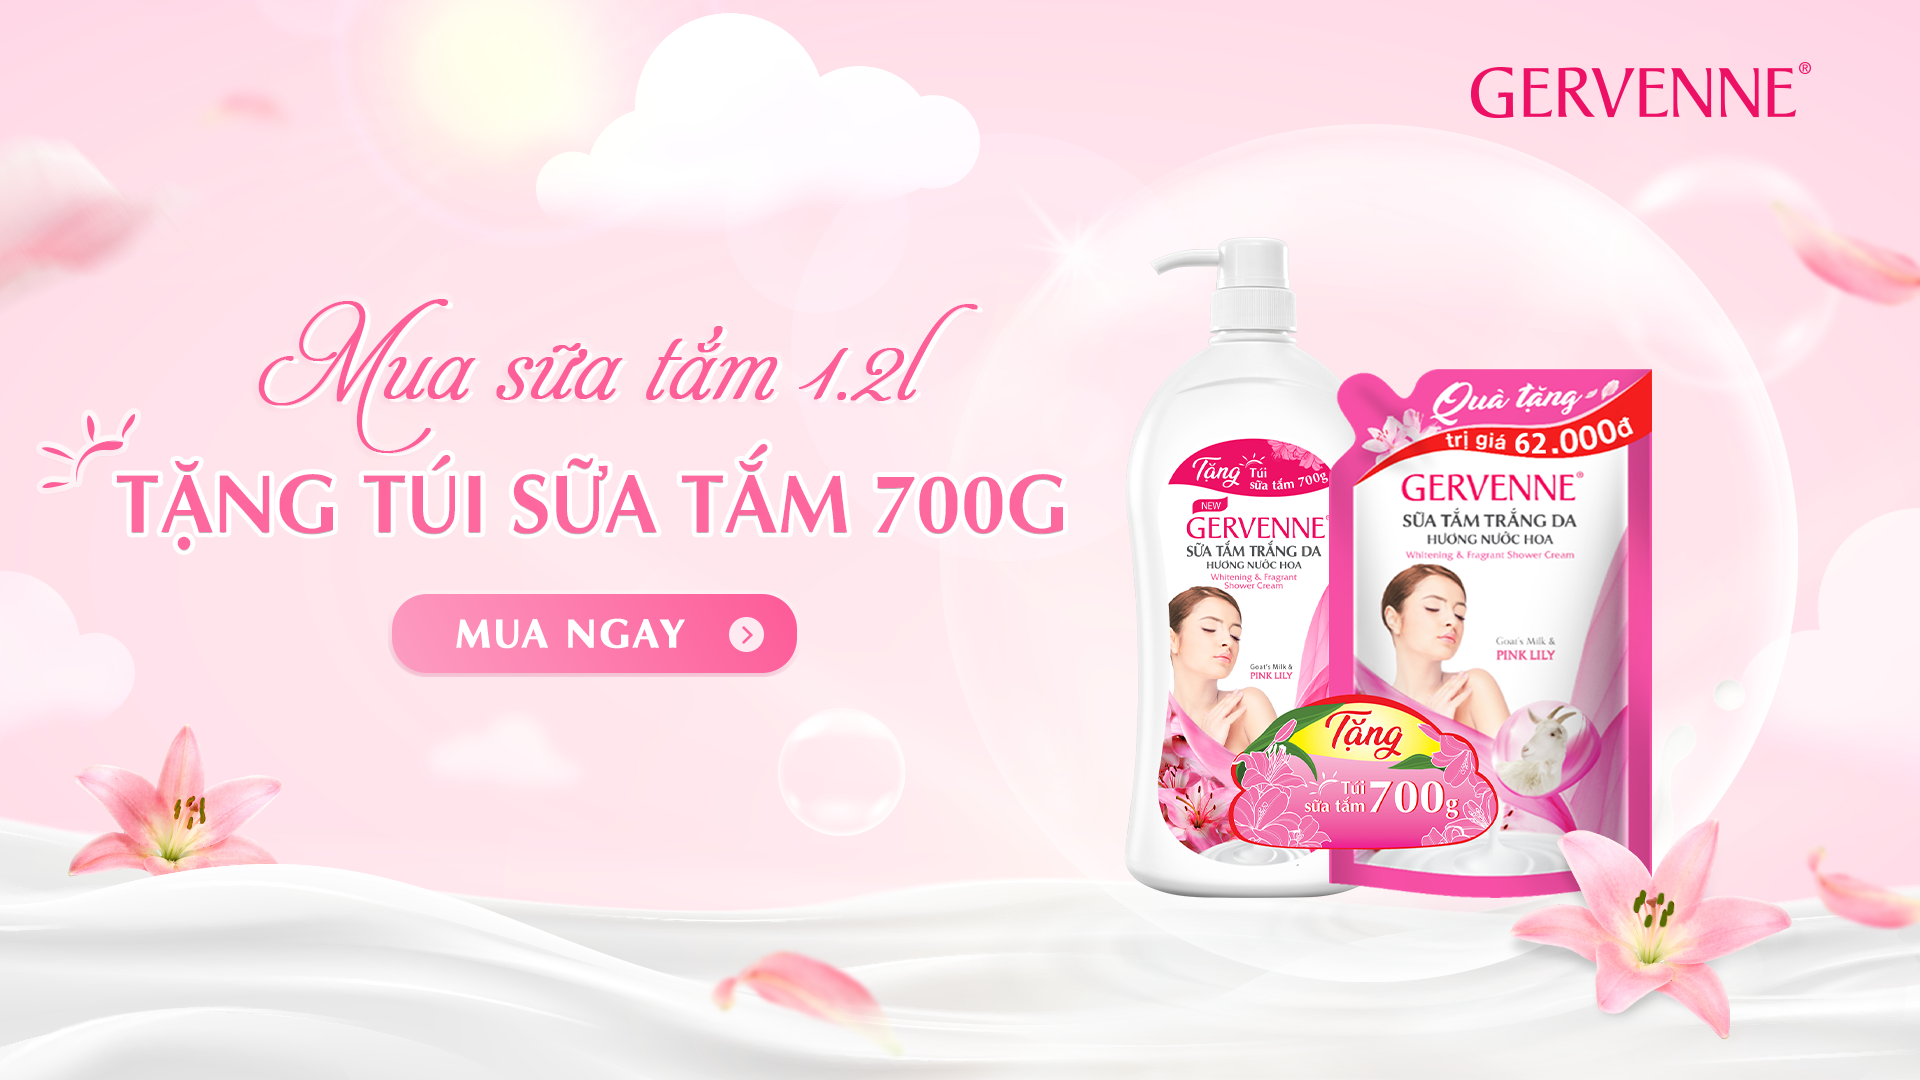 GERVENNE®
Mua sữa tắm 1.2l
TẶNG TÚI SỮA TẮM 700G
MUA NGAY
Tặng Túi
sữa tắm 700g
NEW
GERVENNE®
SỮA TẮM TRẮNG DA
HƯƠNG NƯỚC HOA
Whitening & Fragrant
Shower Cream
Goat's Milk &
PINK LILY
Quà tặng
trị giá 62.000đ
GERVENNE®
SỮA TẮM TRẮNG DA
HƯƠNG NƯỚC HOA
Whitening & Fragrant Shower Cream
Goat's Milk &
PINK LILY
Tặng
Túi
sữa tắm 700g